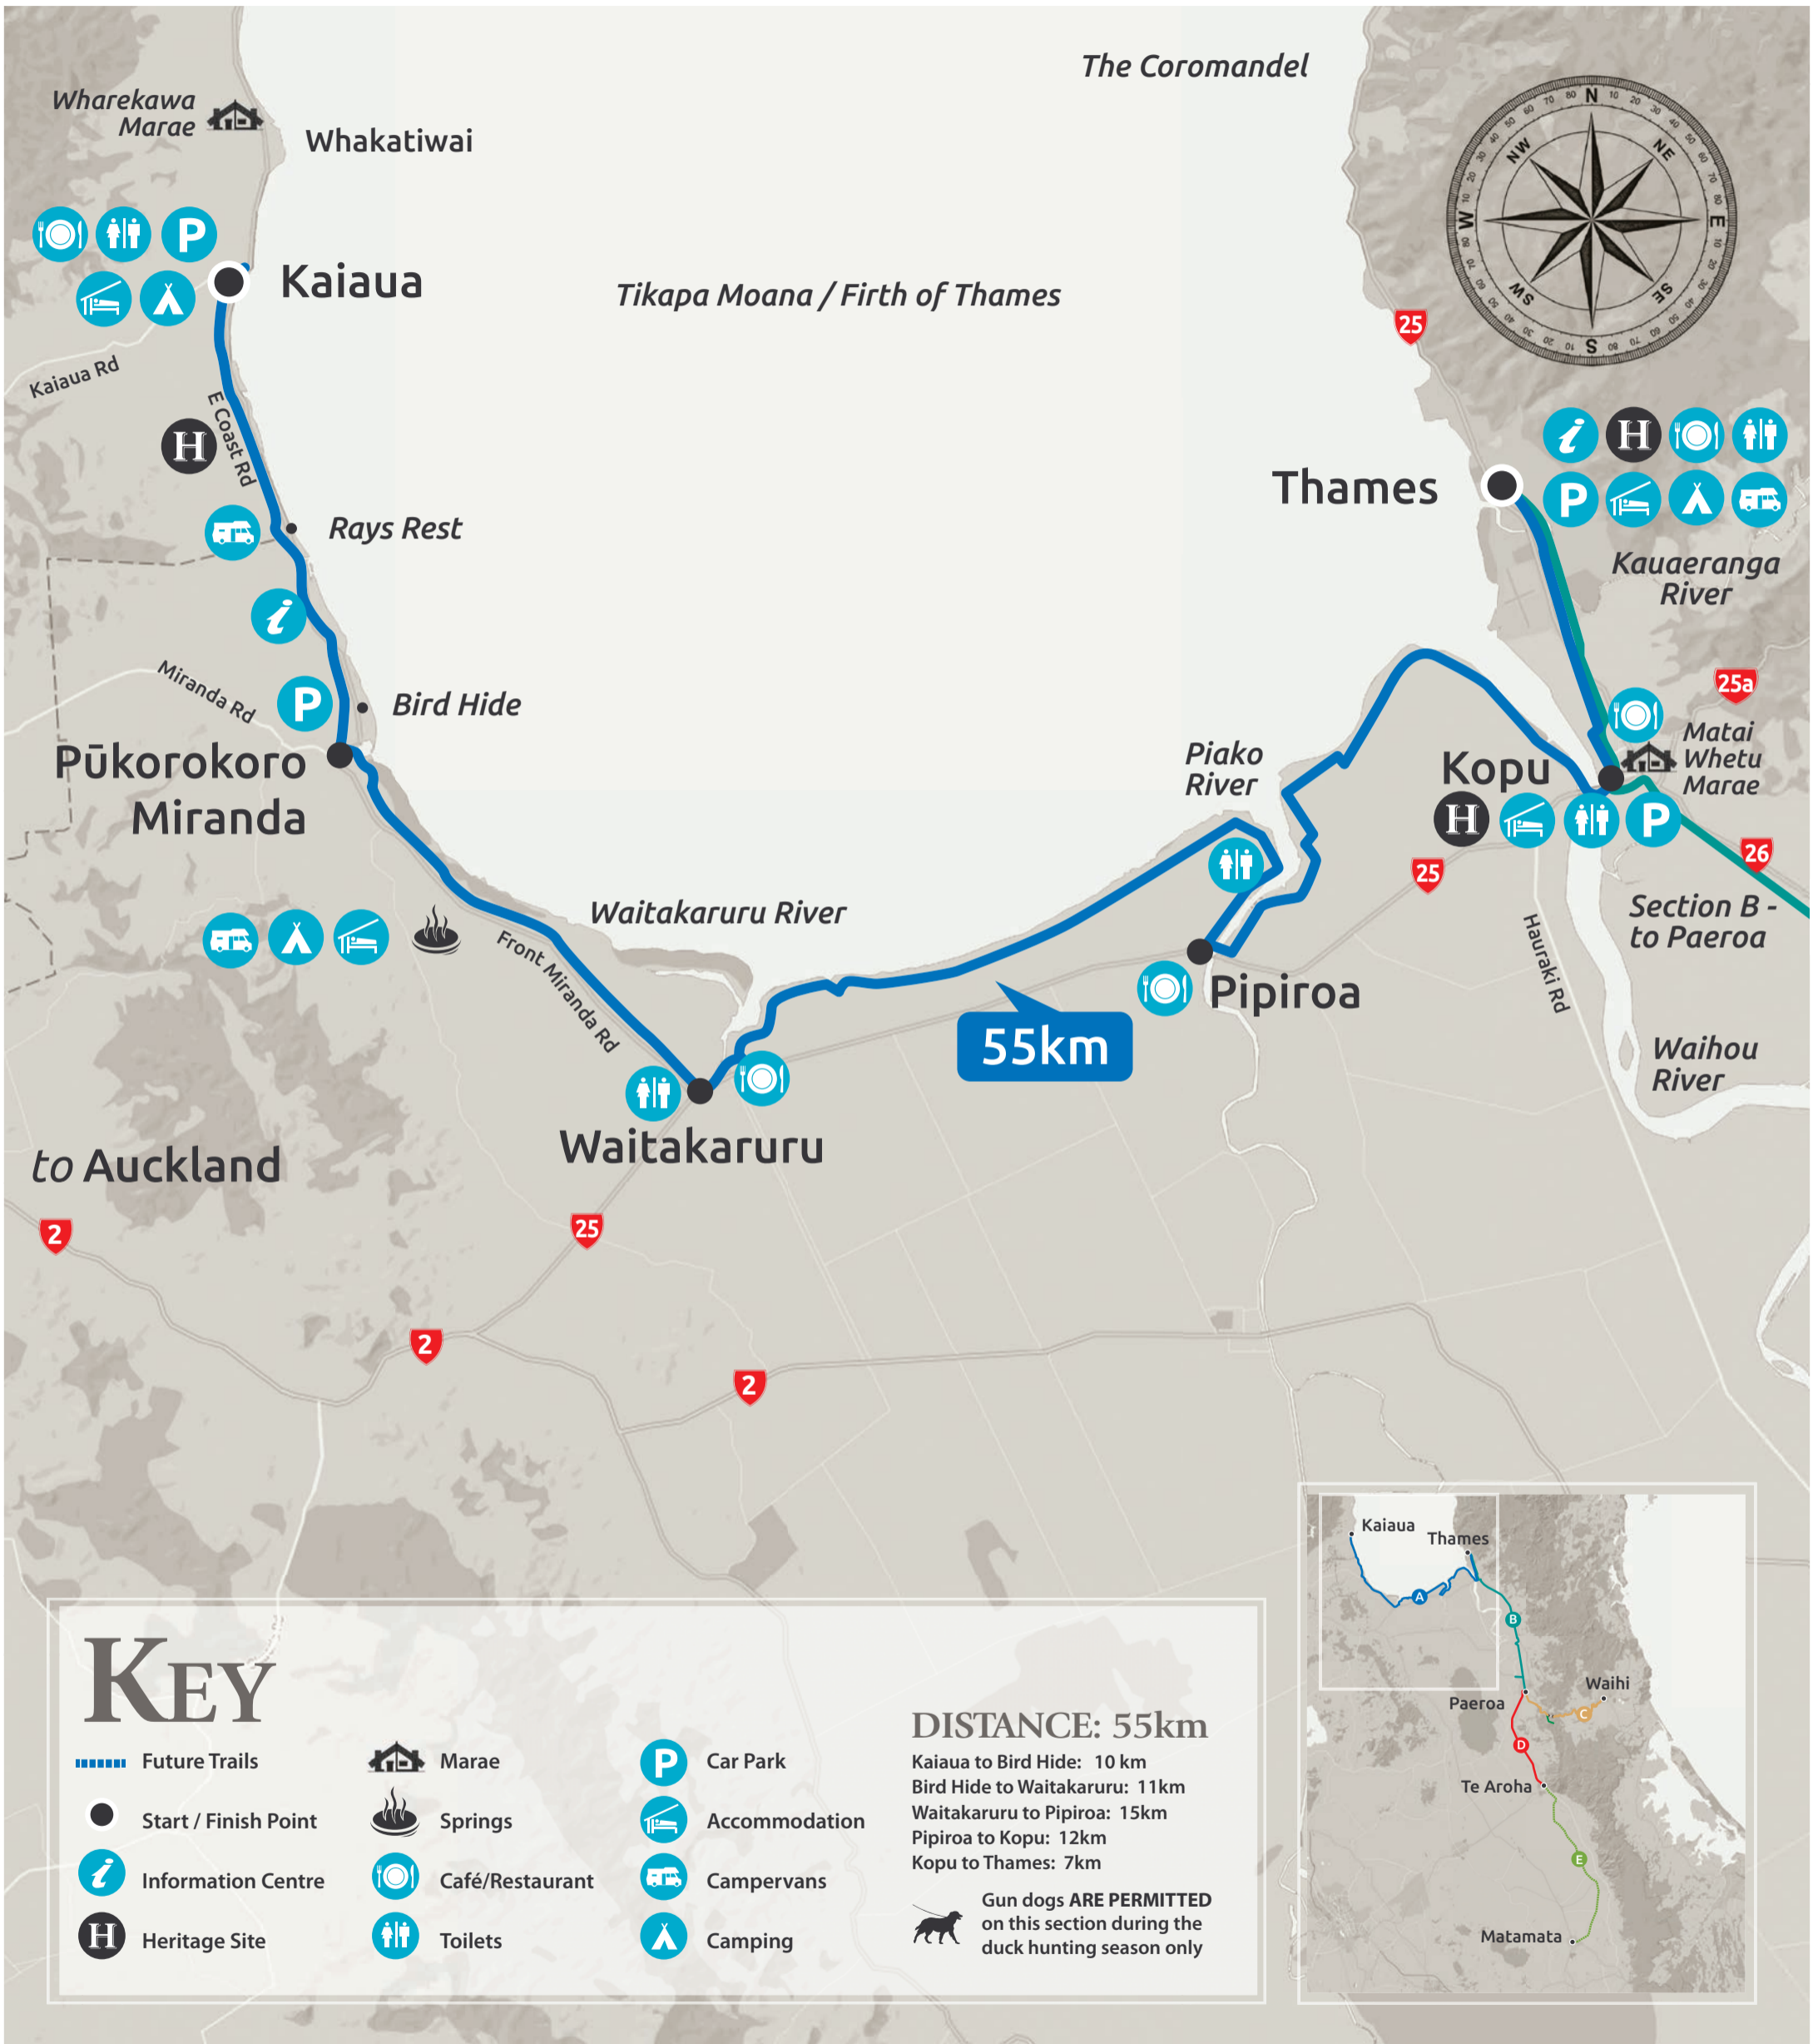 The Coromandel
Wharekawa
Marae
Whakatiwai
N
NE
E
SE
S
SW
W
NW
P
Kaiaua
Tikapa Moana / Firth of Thames
25
Kaiaua Rd
E Coast Rd
H
i
H
Thames
P
Rays Rest
Kauaeranga
River
i
Miranda Rd
P
Bird Hide
25a
Pūkorokoro
Miranda
Piako
River
Kopu
Matai
Whetu
Marae
H
P
26
25
Waitakaruru River
Section B -
to Paeroa
Front Miranda Rd
Hauraki Rd
Pipiroa
55km
Waihou
River
Waitakaruru
to Auckland
2
25
2
2
Kaiaua
Thames
A
B
Waihi
Paeroa
C
D
Te Aroha
E
Matamata
KEY
Future Trails
Start / Finish Point
i
Information Centre
H
Heritage Site
Marae
Springs
Café/Restaurant
Toilets
P
Car Park
Accommodation
Campervans
Camping
DISTANCE: 55km
Kaiaua to Bird Hide: 10 km
Bird Hide to Waitakaruru: 11km
Waitakaruru to Pipiroa: 15km
Pipiroa to Kopu: 12km
Kopu to Thames: 7km
Gun dogs ARE PERMITTED
on this section during the
duck hunting season only